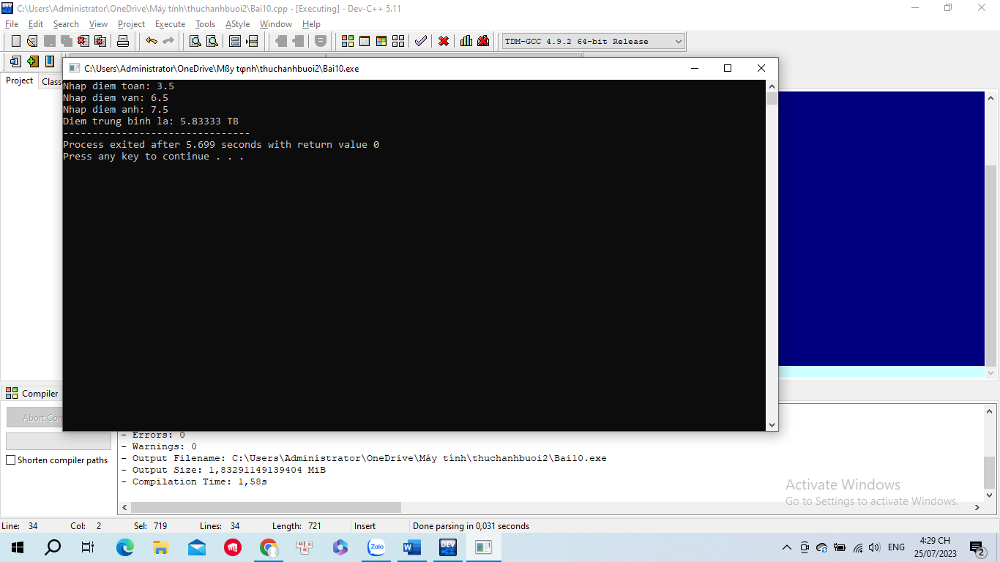 C:\Users\Administrator\OneDrive\Máy tính\thuchanhbuoi2\Bai10.cpp - [Executing] - Dev-C++ 5.11
File Edit Search View Project Execute Tools AStyle Window Help
TDM-GCC 4.9.2 64-bit Release
Project Class
C:\Users\Administrator\OneDrive\Mßy tφnh\thuchanhbuoi2\Bai10.exe
Nhap diem toan: 3.5
Nhap diem van: 6.5
Nhap diem anh: 7.5
Diem trung binh la: 5.83333 TB
--------------------------------
Process exited after 5.699 seconds with return value 0
Press any key to continue . . .
Compiler
Abort Con
Shorten compiler paths
- Errors: 0
- Warnings: 0
- Output Filename: C:\Users\Administrator\OneDrive\Máy tính\thuchanhbuoi2\Bai10.exe
- Output Size: 1,83291149139404 MiB
- Compilation Time: 1,58s
Activate Windows
Go to Settings to activate Windows.
Line: 34 Col: 2 Sel: 719 Lines: 34 Length: 721 Insert Done parsing in 0,031 seconds
Zalo
W
DEV
C++
ENG
4:29 CH
25/07/2023
2